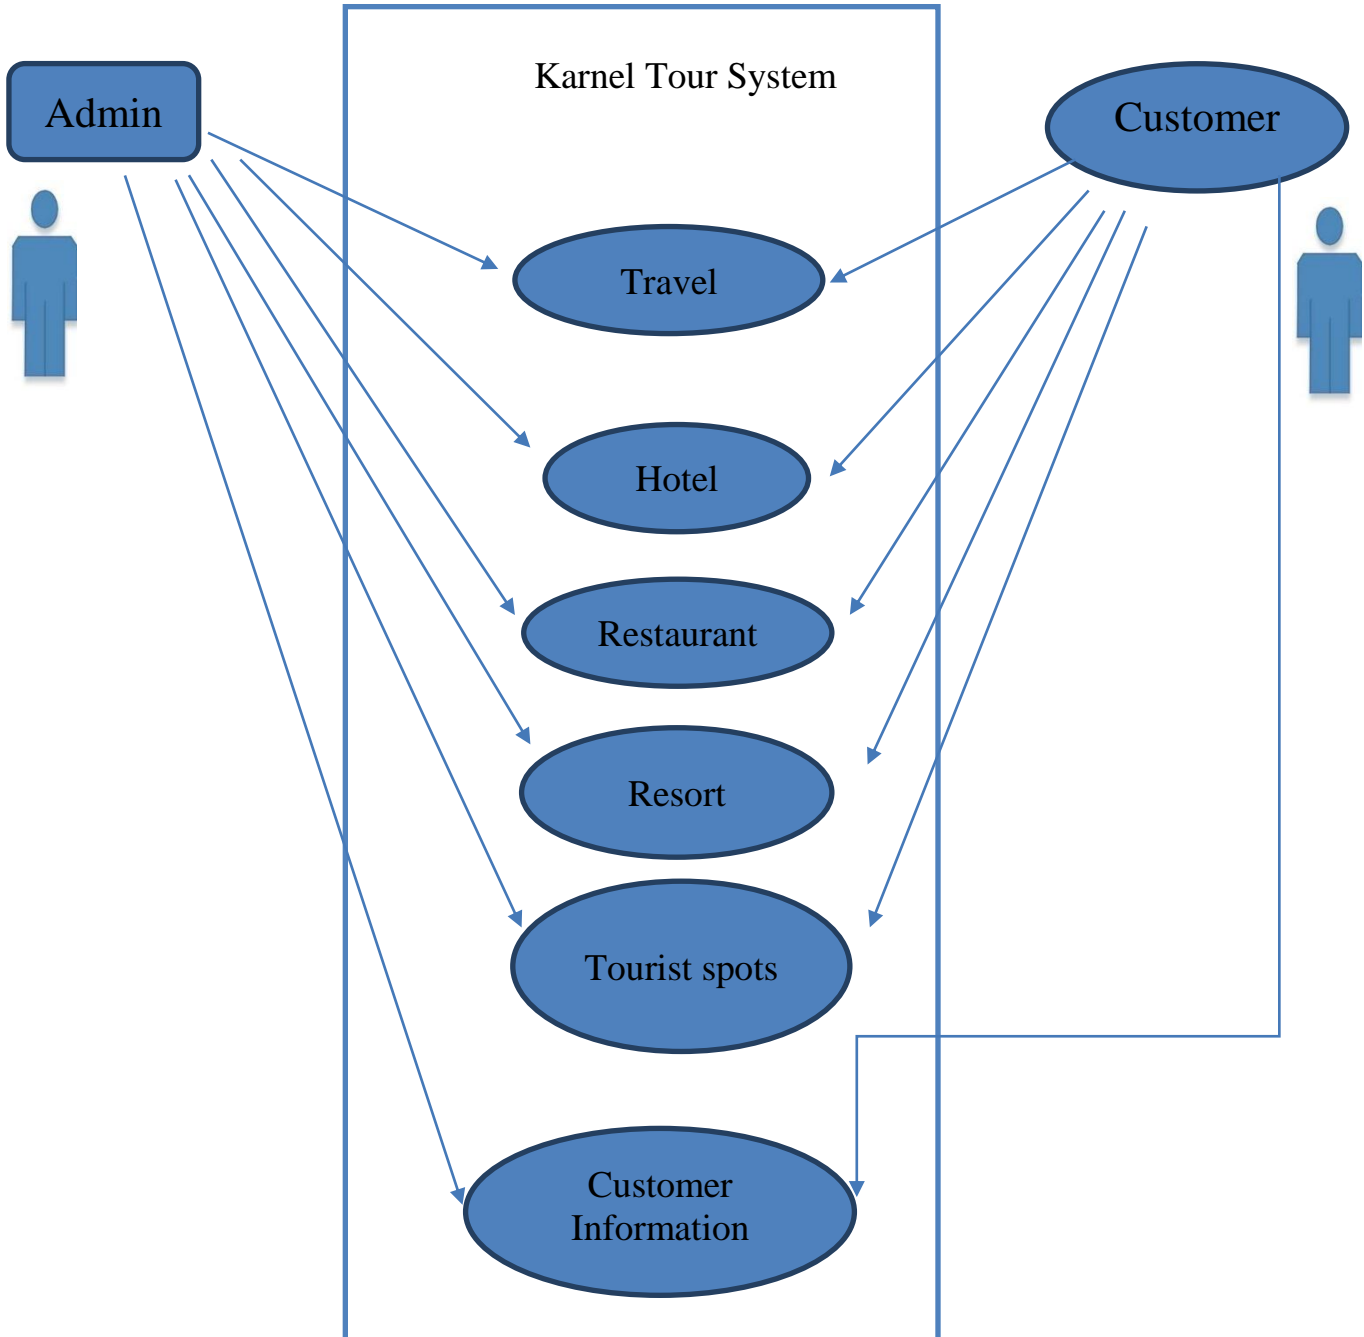 Karnel Tour System
Admin
Customer
Travel
Hotel
Restaurant
Resort
Tourist spots
Customer
Information